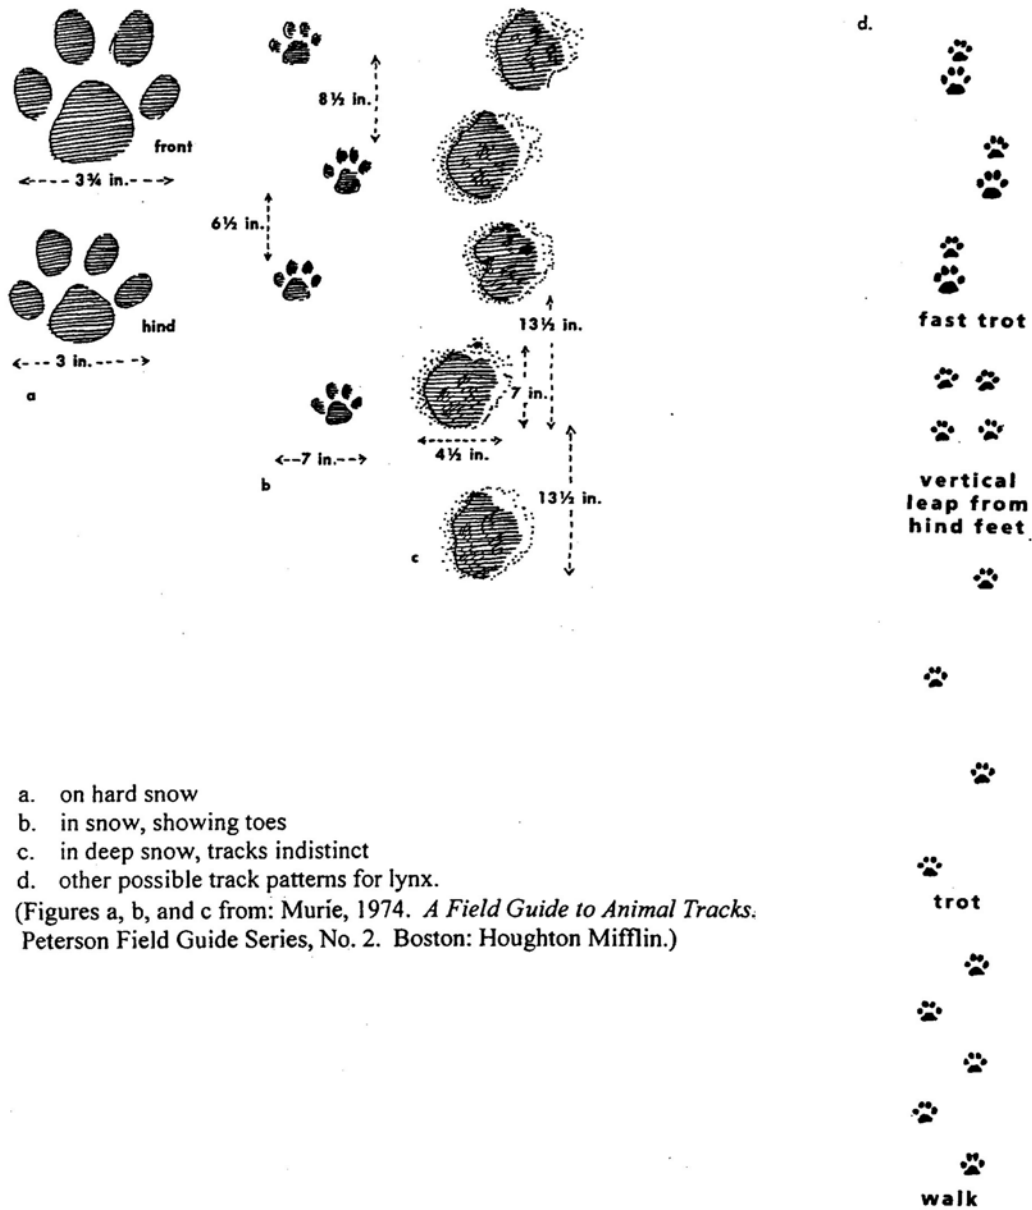 front
3¾ in.
hind
3 in.
a
8½ in.
6½ in.
7 in.
b
13½ in.
7 in.
4½ in.
13½ in.
c
d.
fast trot
vertical
leap from
hind feet
trot
walk
a. on hard snow
b. in snow, showing toes
c. in deep snow, tracks indistinct
d. other possible track patterns for lynx.
(Figures a, b, and c from: Murie, 1974. A Field Guide to Animal Tracks.
Peterson Field Guide Series, No. 2. Boston: Houghton Mifflin.)